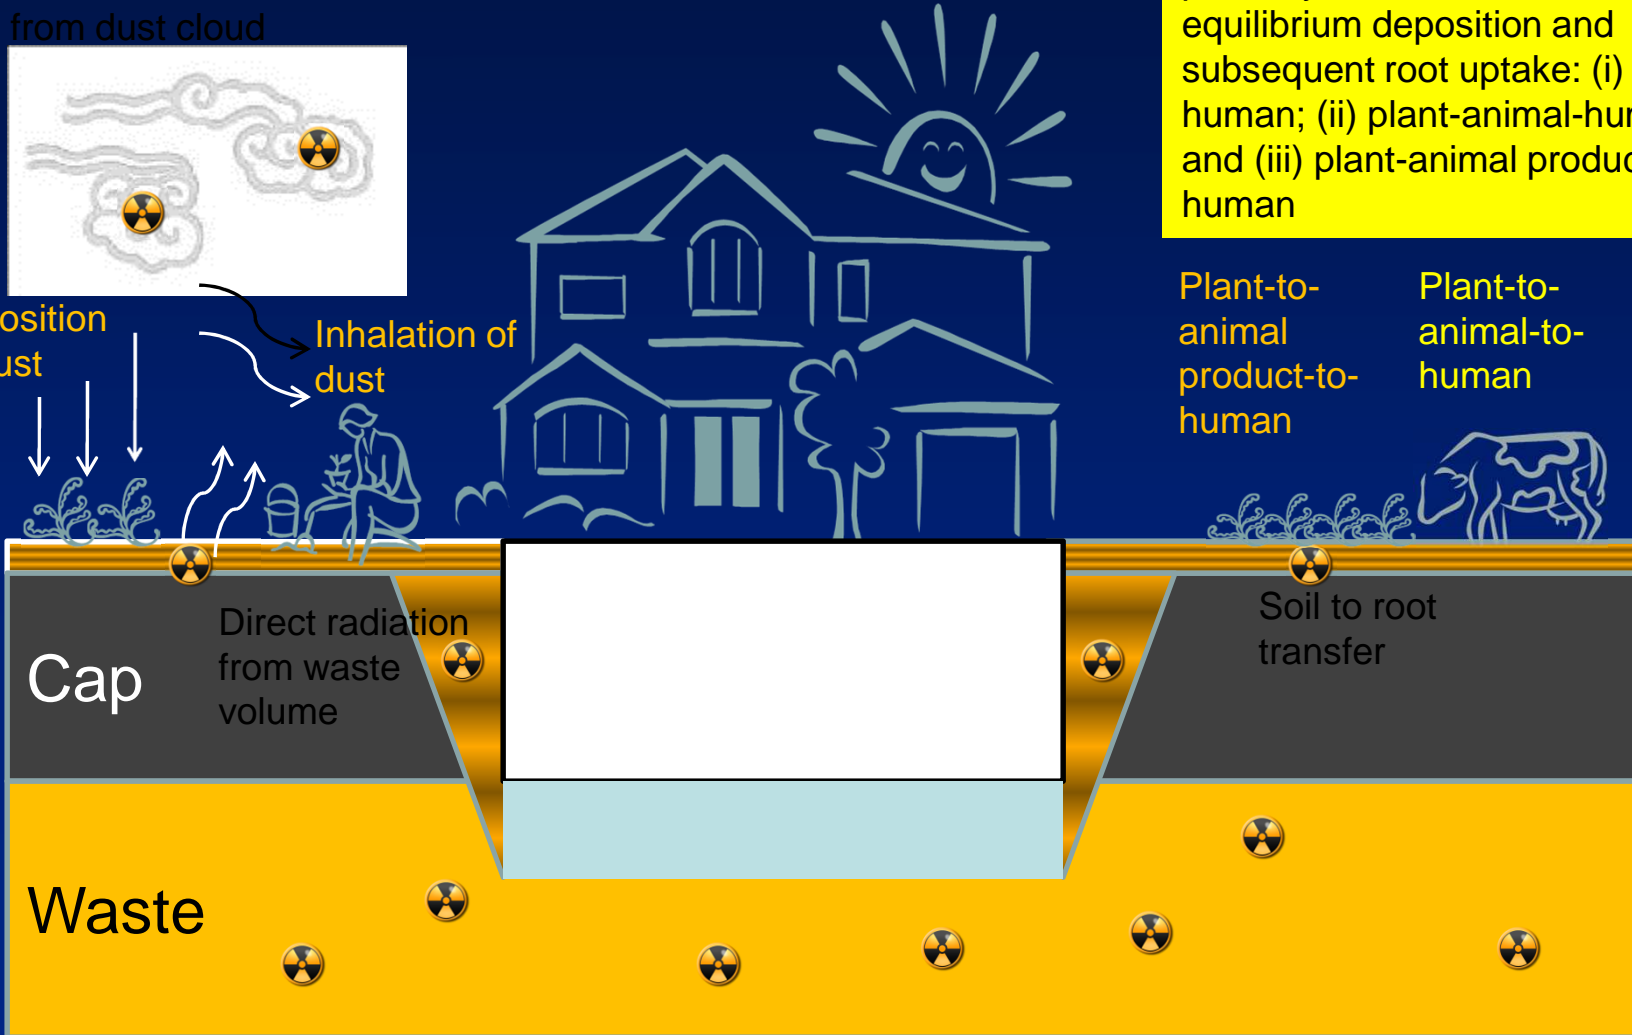 from dust cloud
equilibrium deposition and
subsequent root uptake: (i)
human; (ii) plant-animal-hu
and (iii) plant-animal produc
human
osition
ust
Inhalation of
dust
Plant-to-
animal
product-to-
human
Plant-to-
animal-to-
human
Direct radiation
from waste
volume
Cap
Soil to root
transfer
Waste